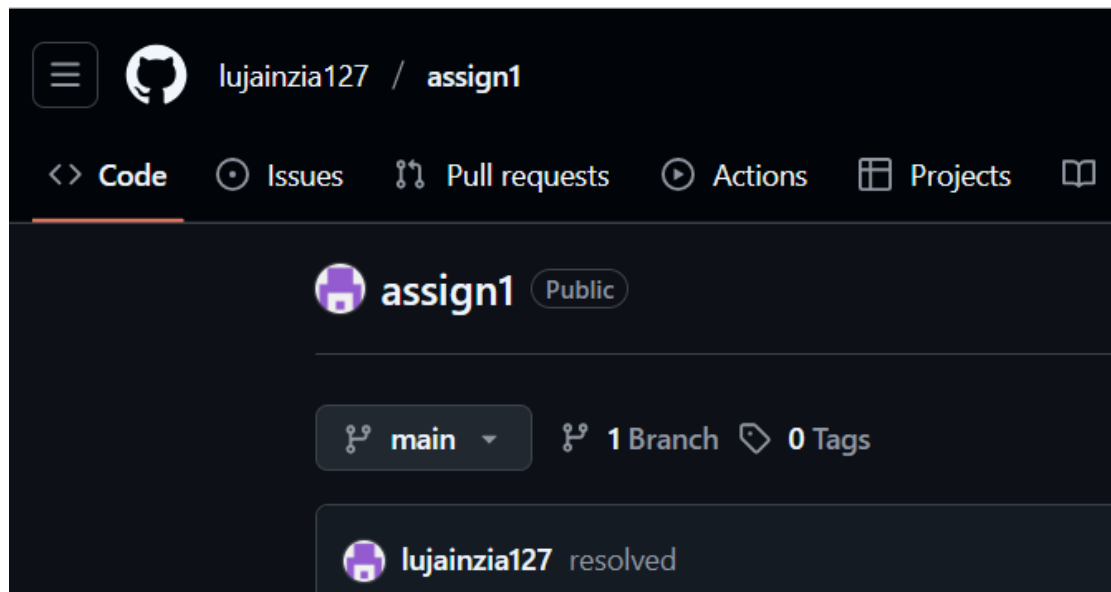 lujainzia127 / assign1
<> Code Issues Pull requests Actions Projects
assign1 Public
main 1 Branch 0 Tags
lujainzia127 resolved